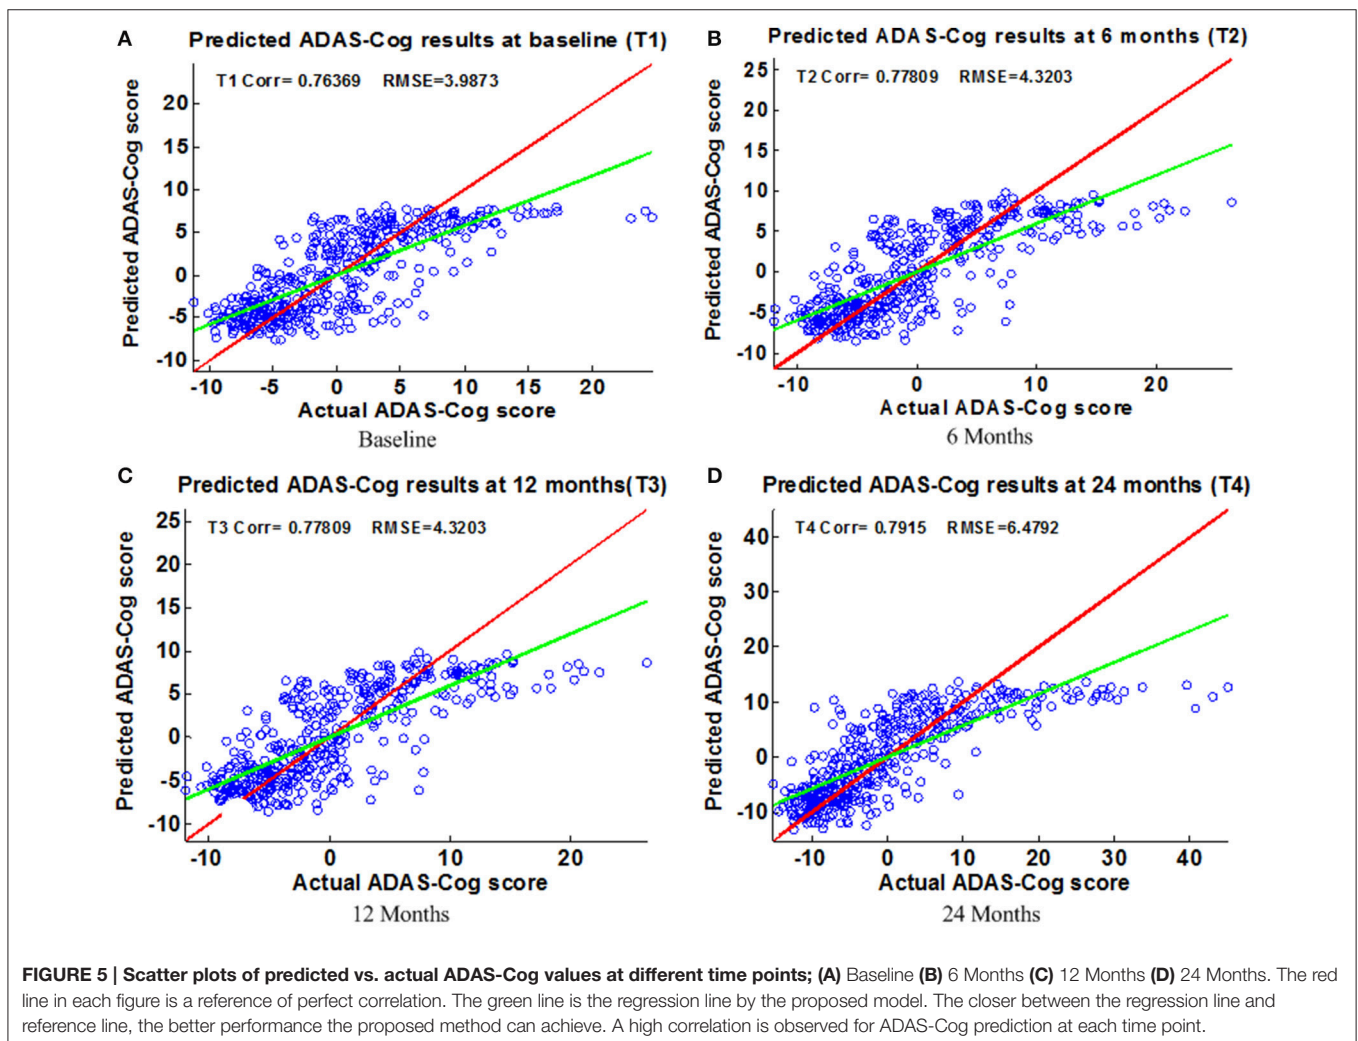 A
Predicted ADAS-Cog results at baseline (T1)
T1 Corr= 0.76369 RMSE=3.9873
Predicted ADAS-Cog score
20
15
10
5
0
-5
-10
-10 -5 0 5 10 15 20
Actual ADAS-Cog score
Baseline
B
Predicted ADAS-Cog results at 6 months (T2)
T2 Corr= 0.77809 RMSE=4.3203
Predicted ADAS-Cog score
25
20
15
10
5
0
-5
-10
-10 0 10 20
Actual ADAS-Cog score
6 Months
C
Predicted ADAS-Cog results at 12 months(T3)
T3 Corr= 0.77809 RMSE=4.3203
Predicted ADAS-Cog score
25
20
15
10
5
0
-5
-10
-10 0 10 20
Actual ADAS-Cog score
12 Months
D
Predicted ADAS-Cog results at 24 months (T4)
T4 Corr= 0.7915 RMSE=6.4792
Predicted ADAS-Cog score
40
30
20
10
0
-10
-10 0 10 20 30 40
Actual ADAS-Cog score
24 Months
FIGURE 5 | Scatter plots of predicted vs. actual ADAS-Cog values at different time points; (A) Baseline (B) 6 Months (C) 12 Months (D) 24 Months. The red
line in each figure is a reference of perfect correlation. The green line is the regression line by the proposed model. The closer between the regression line and
reference line, the better performance the proposed method can achieve. A high correlation is observed for ADAS-Cog prediction at each time point.